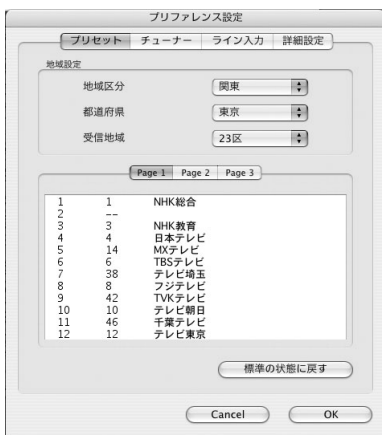 プリファレンス設定
プリセット チューナー ライン入力 詳細設定
地域設定
地域区分 関東
都道府県 東京
受信地域 23区
Page 1 Page 2 Page 3
1 1 NHK総合
2 --
3 3 NHK教育
4 4 日本テレビ
5 14 MXテレビ
6 6 TBSテレビ
7 38 テレビ埼玉
8 8 フジテレビ
9 42 TVKテレビ
10 10 テレビ朝日
11 46 千葉テレビ
12 12 テレビ東京
標準の状態に戻す
Cancel OK